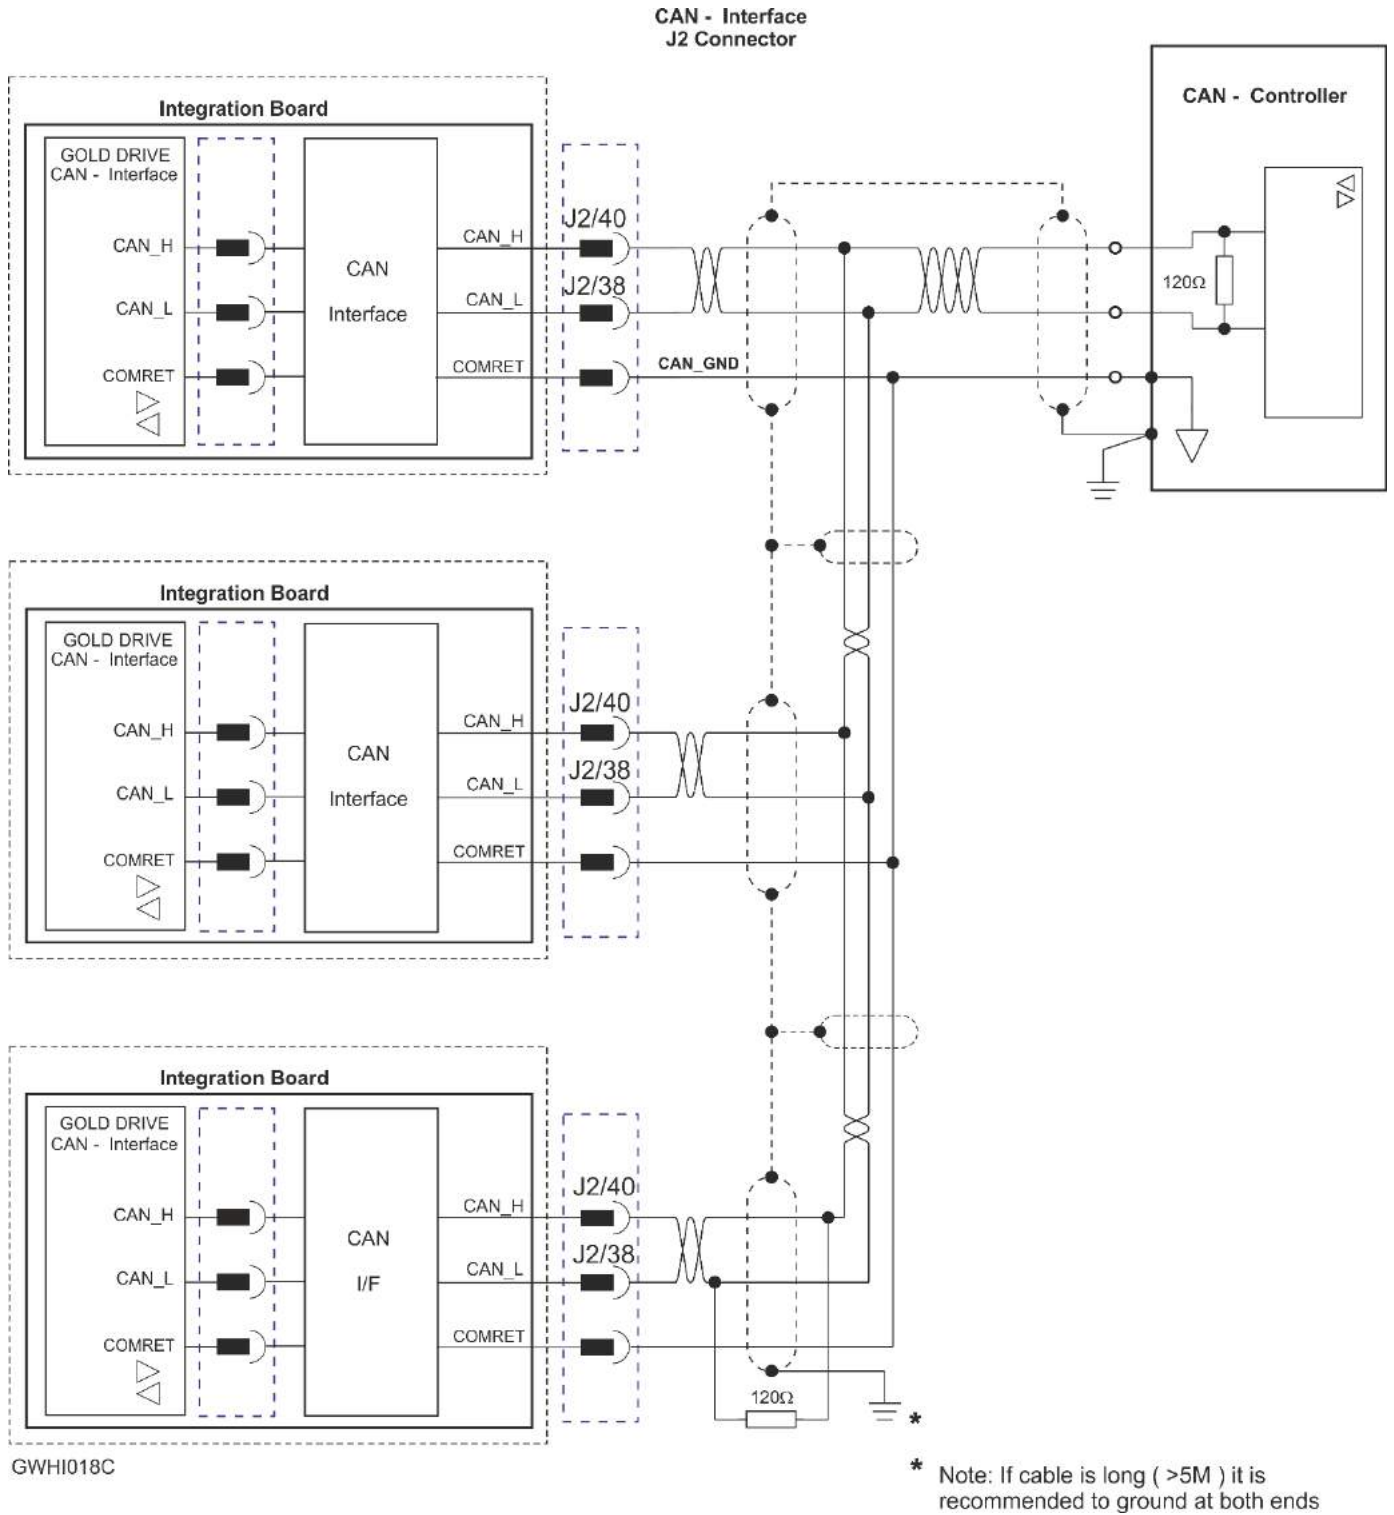 CAN - Interface
J2 Connector
CAN - Controller
120Ω
Integration Board
GOLD DRIVE
CAN - Interface
CAN_H
CAN_L
COMRET
CAN
Interface
CAN_H
CAN_L
COMRET
J2/40
J2/38
CAN_GND
Integration Board
GOLD DRIVE
CAN - Interface
CAN_H
CAN_L
COMRET
CAN
Interface
CAN_H
CAN_L
COMRET
J2/40
J2/38
Integration Board
GOLD DRIVE
CAN - Interface
CAN_H
CAN_L
COMRET
CAN
I/F
CAN_H
CAN_L
COMRET
J2/40
J2/38
120Ω
*
GWHI018C
* Note: If cable is long ( >5M ) it is
recommended to ground at both ends